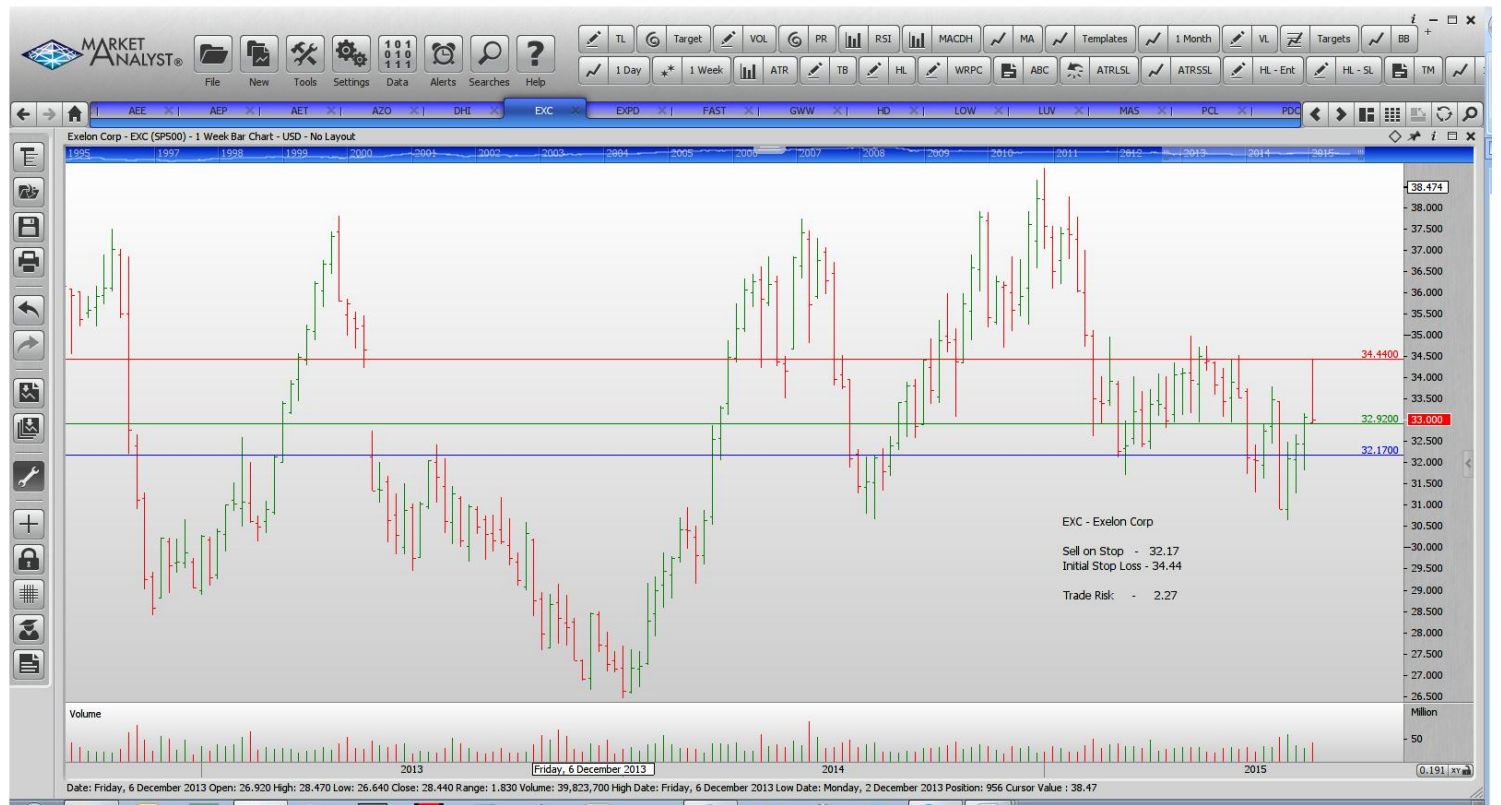 i
MARKET ANALYST®
File New Tools Settings Data Alerts Searches Help
TL Target VOL PR RSI MACDH MA Templates 1 Month VL Targets BB +
1 Day 1 Week ATR TB HL WRPC ABC ATRLSL ATRSSL HL - Ent HL - SL TM
AEE AEP AET AZO DHI EXC EXPD FAST GWW HD LOW LUV MAS PCL PDC
Exelon Corp - EXC (SP500) - 1 Week Bar Chart - USD - No Layout
1995 1997 1998 1999 2000 2001 2002 2003 2004 2005 2006 2007 2008 2009 2010 2011 2012 2013 2014 2015
38.474
38.000
37.500
37.000
36.500
36.000
35.500
35.000
34.4400
34.500
34.000
33.500
32.9200 33.000
32.500
32.1700
32.000
31.500
31.000
EXC - Exelon Corp
30.500
Sell on Stop - 32.17
30.000
Initial Stop Loss - 34.44
29.500
Trade Risk - 2.27
29.000
28.500
28.000
27.500
27.000
26.500
Volume
Million
50
2013 Friday, 6 December 2013 2014 2015 0.191 XY
Date: Friday, 6 December 2013 Open: 26.920 High: 28.470 Low: 26.640 Close: 28.440 Range: 1.830 Volume: 39,823,700 High Date: Friday, 6 December 2013 Low Date: Monday, 2 December 2013 Position: 956 Cursor Value : 38.47